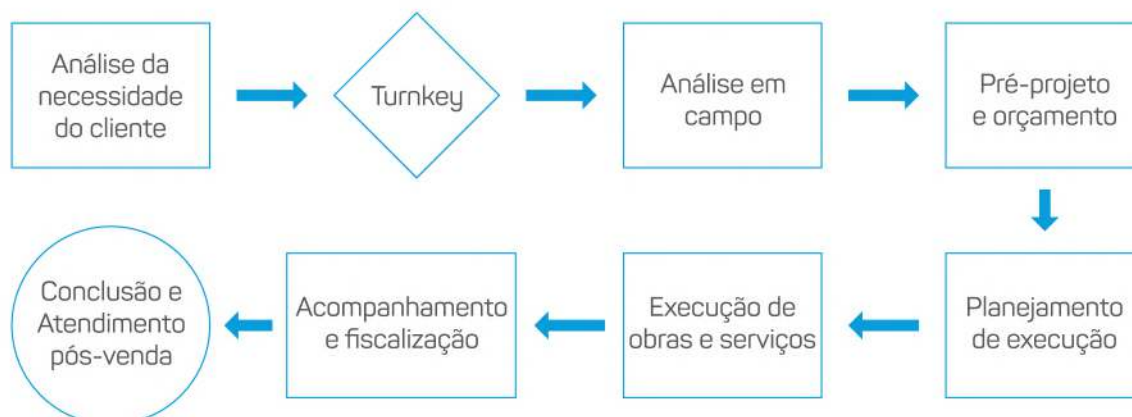 Análise da
necessidade
do cliente
Turnkey
Análise em
campo
Pré-projeto
e orçamento
Planejamento
de execução
Execução de
obras e serviços
Acompanhamento
e fiscalização
Conclusão e
Atendimento
pós-venda